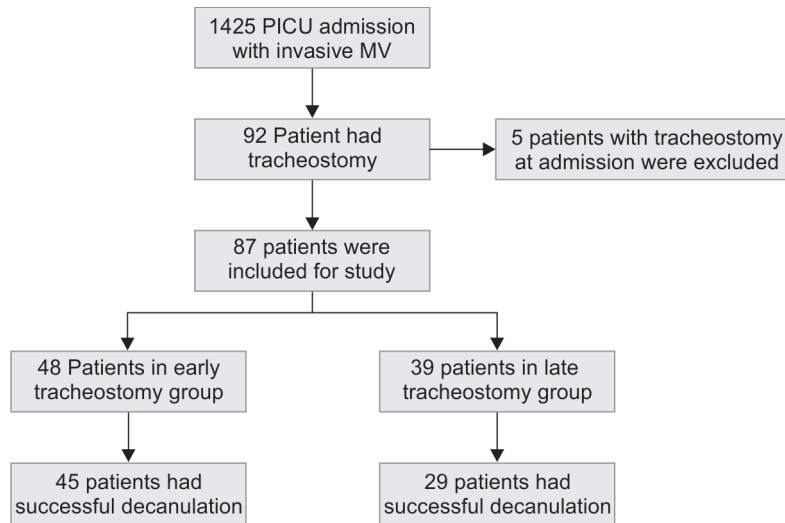 1425 PICU admission
with invasive MV
92 Patient had
tracheostomy
5 patients with tracheostomy
at admission were excluded
87 patients were
included for study
48 Patients in early
tracheostomy group
39 patients in late
tracheostomy group
45 patients had
successful decanulation
29 patients had
successful decanulation